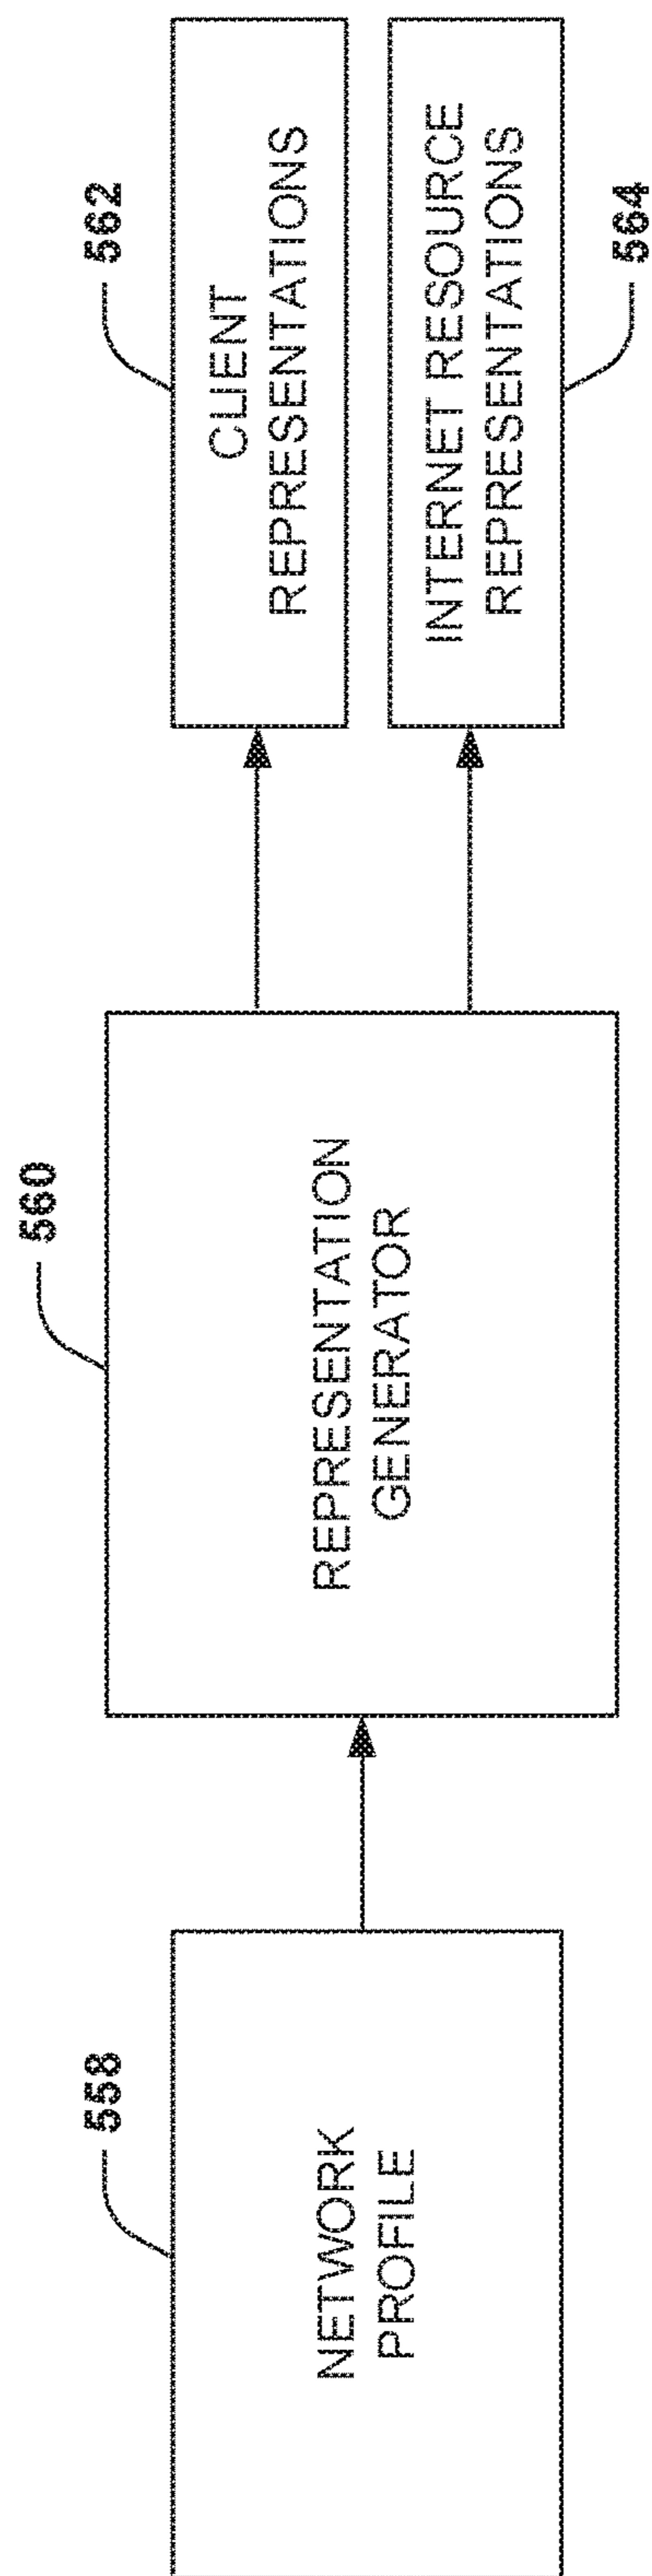 558
NETWORK
PROFILE
560
REPRESENTATION
GENERATOR
562
CLIENT
REPRESENTATIONS
INTERNET RESOURCE
REPRESENTATIONS
564